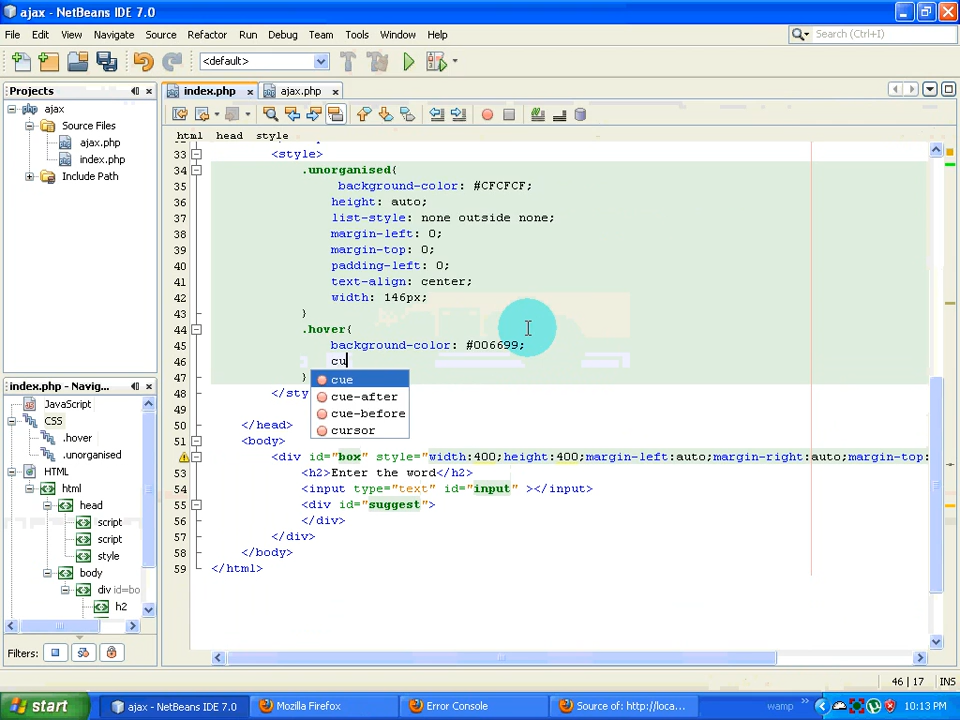 ajax - NetBeans IDE 7.0
File Edit View Navigate Source Refactor Run Debug Team Tools Window Help
Search (Ctrl+I)
<default>
Projects
index.php
ajax.php
ajax
Source Files
ajax.php
index.php
Include Path
html head style
33 <style>
34 .unorganised{
35 background-color: #CFCFCF;
36 height: auto;
37 list-style: none outside none;
38 margin-left: 0;
39 margin-top: 0;
40 padding-left: 0;
41 text-align: center;
42 width: 146px;
43 }
44 .hover{
45 background-color: #006699;
46 cu
47 }
48 </sty
49
50 </head>
51 <body>
<div id="box" style="width:400;height:400;margin-left:auto;margin-right:auto;margin-top:
53 <h2>Enter the word</h2>
54 <input type="text" id="input" ></input>
55 <div id="suggest">
56 </div>
57 </div>
58 </body>
59 </html>
cue
cue-after
cue-before
cursor
index.php - Navig...
JavaScript
CSS
.hover
.unorganised
HTML
html
head
script
script
style
body
div id=bo
h2
Filters:
46 | 17 INS
start
ajax - NetBeans IDE 7.0
Mozilla Firefox
Error Console
Source of: http://loca...
wamp
10:13 PM